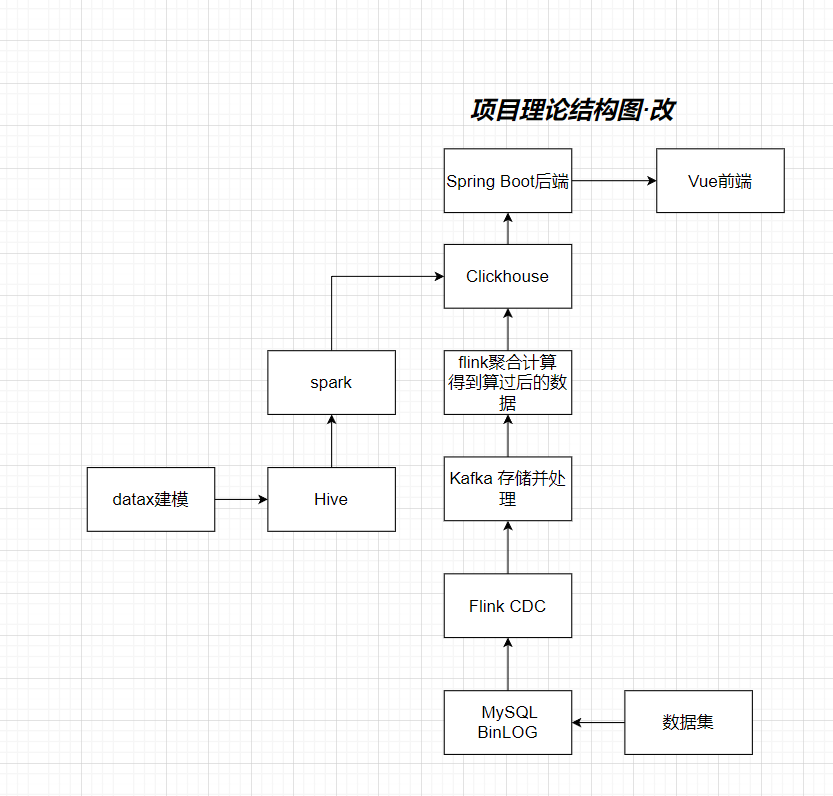 项目理论结构图·改
Spring Boot后端
Vue前端
Clickhouse
spark
flink聚合计算
得到算过后的数
据
datax建模
Hive
Kafka 存储并处
理
Flink CDC
MySQL
BinLOG
数据集